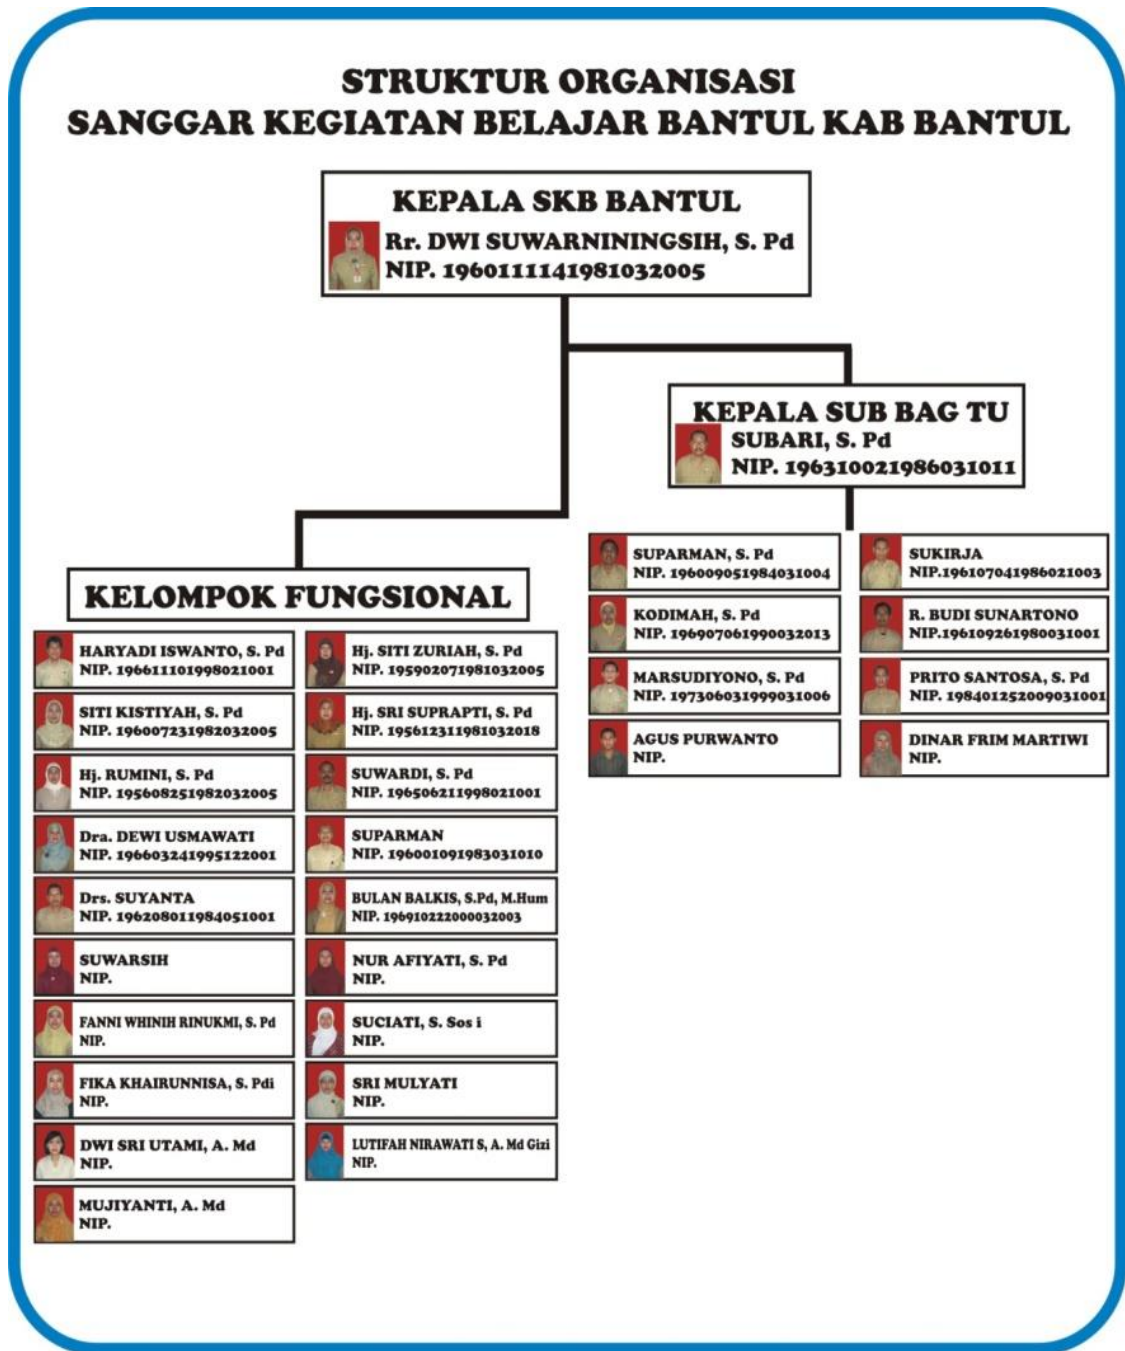 STRUKTUR ORGANISASI
SANGGAR KEGIATAN BELAJAR BANTUL KAB BANTUL
KEPALA SKB BANTUL
Rr. DWI SUWARNININGSIH, S. Pd
NIP. 1960111141981032005
KEPALA SUB BAG TU
SUBARI, S. Pd
NIP. 196310021986031011
SUPARMAN, S. Pd
NIP. 196009051984031004
SUKIRJA
NIP.196107041986021003
KODIMAH, S. Pd
NIP. 196907061990032013
R. BUDI SUNARTONO
NIP.196109261980031001
MARSUDIYONO, S. Pd
NIP. 197306031999031006
PRITO SANTOSA, S. Pd
NIP. 198401252009031001
AGUS PURWANTO
NIP.
DINAR FRIM MARTIWI
NIP.
KELOMPOK FUNGSIONAL
HARYADI ISWANTO, S. Pd
NIP. 196611101998021001
Hj. SITI ZURIAH, S. Pd
NIP. 195902071981032005
SITI KISTIYAH, S. Pd
NIP. 196007231982032005
Hj. SRI SUPRAPTI, S. Pd
NIP. 195612311981032018
Hj. RUMINI, S. Pd
NIP. 195608251982032005
SUWARDI, S. Pd
NIP. 196506211998021001
Dra. DEWI USMAWATI
NIP. 196603241995122001
SUPARMAN
NIP. 196001091983031010
Drs. SUYANTA
NIP. 196208011984051001
BULAN BALKIS, S.Pd, M.Hum
NIP. 196910222000032003
SUWARSIH
NIP.
NUR AFIYATI, S. Pd
NIP.
FANNI WHINIH RINUKMI, S. Pd
NIP.
SUCIATI, S. Sos i
NIP.
FIKA KHAIRUNNISA, S. Pdi
NIP.
SRI MULYATI
NIP.
DWI SRI UTAMI, A. Md
NIP.
LUTIFAH NIRAWATI S, A. Md Gizi
NIP.
MUJIYANTI, A. Md
NIP.